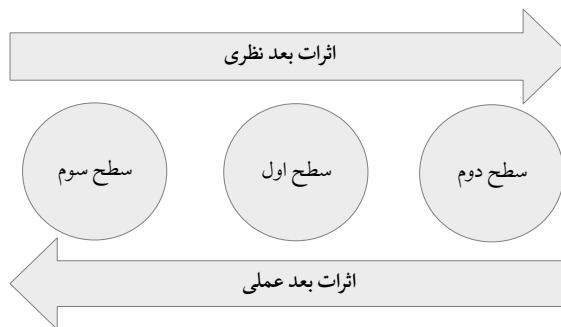 اثرات بعد نظری
سطح دوم
سطح اول
سطح سوم
اثرات بعد عملی